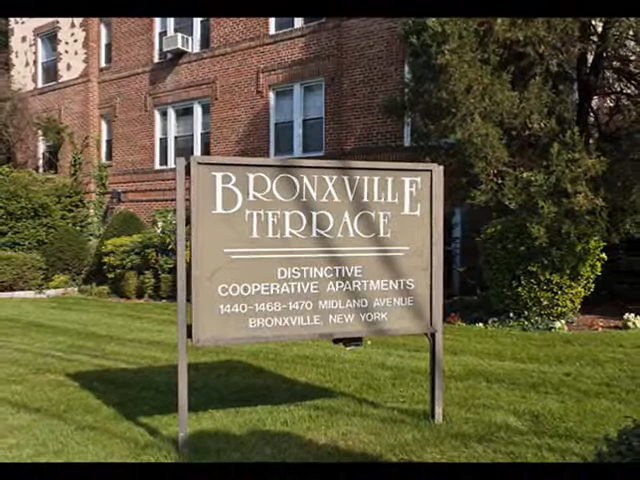 BRONXVILLE
TERRACE
DISTINCTIVE
COOPERATIVE APARTMENTS
1440-1468-1470 MIDLAND AVENUE
BRONXVILLE, NEW YORK